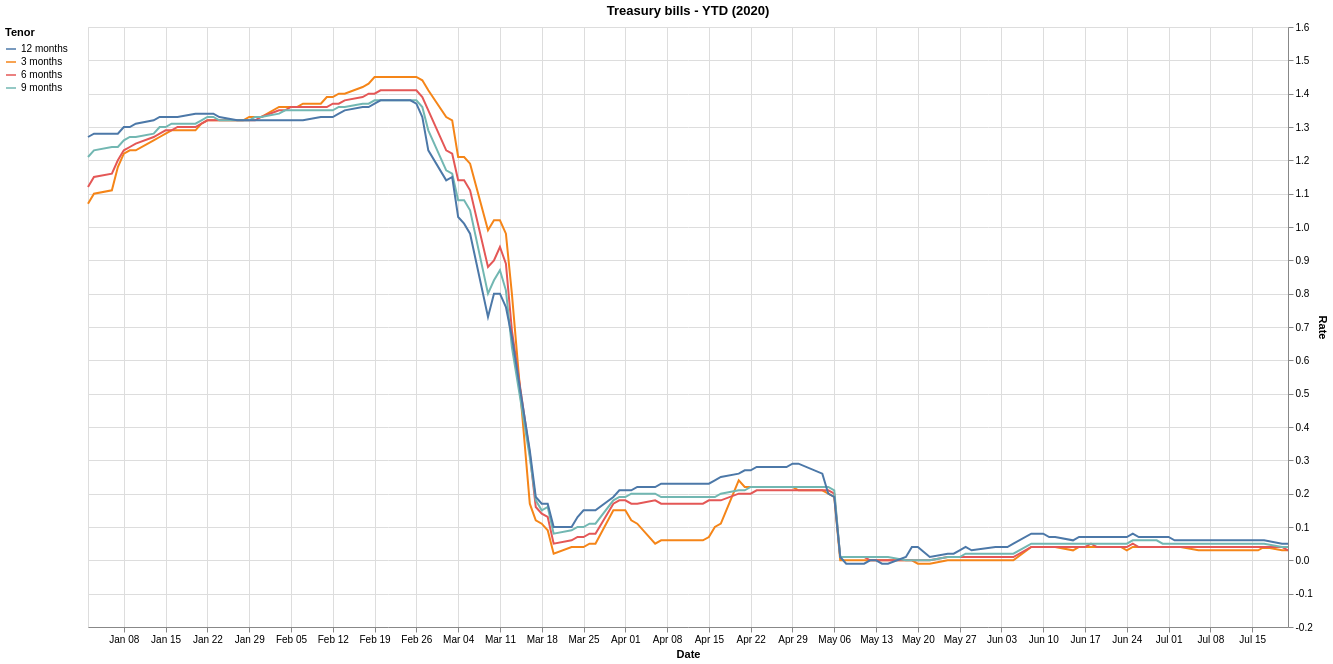 Treasury bills - YTD (2020)
Tenor
12 months
3 months
6 months
9 months
1.6
1.5
1.4
1.3
1.2
1.1
1.0
0.9
0.8
0.7
0.6
0.5
0.4
0.3
0.2
0.1
0.0
-0.1
-0.2
Rate
Jan 08 Jan 15 Jan 22 Jan 29 Feb 05 Feb 12 Feb 19 Feb 26 Mar 04 Mar 11 Mar 18 Mar 25 Apr 01 Apr 08 Apr 15 Apr 22 Apr 29 May 06 May 13 May 20 May 27 Jun 03 Jun 10 Jun 17 Jun 24 Jul 01 Jul 08 Jul 15
Date